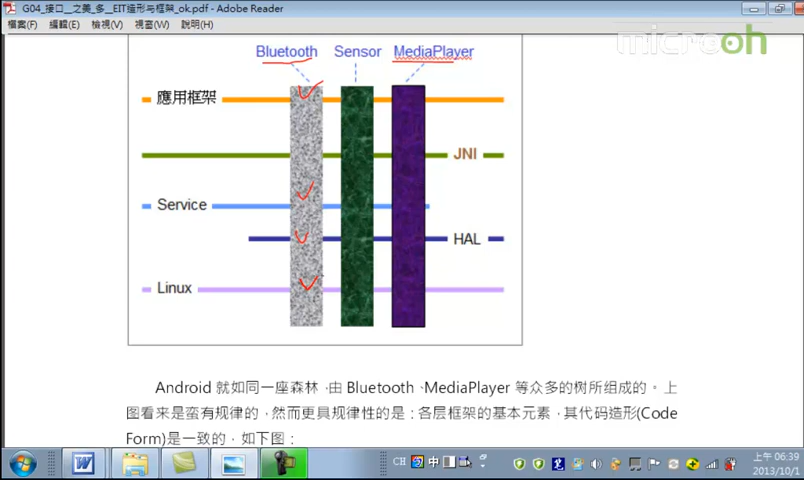 G04_接口__之美_多__EIT造形与框架_ok.pdf - Adobe Reader
檔案(F) 編輯(E) 檢視(V) 視窗(W) 說明(H)
microoh
Bluetooth Sensor MediaPlayer
應用框架
JNI
Service
HAL
Linux
Android 就如同一座森林，由 Bluetooth、MediaPlayer 等众多的树所组成的。上
图看来是蛮有规律的，然而更具规律性的是：各层框架的基本元素，其代码造形(Code
Form)是一致的，如下图：
CH 中
上午 06:39
2013/10/1